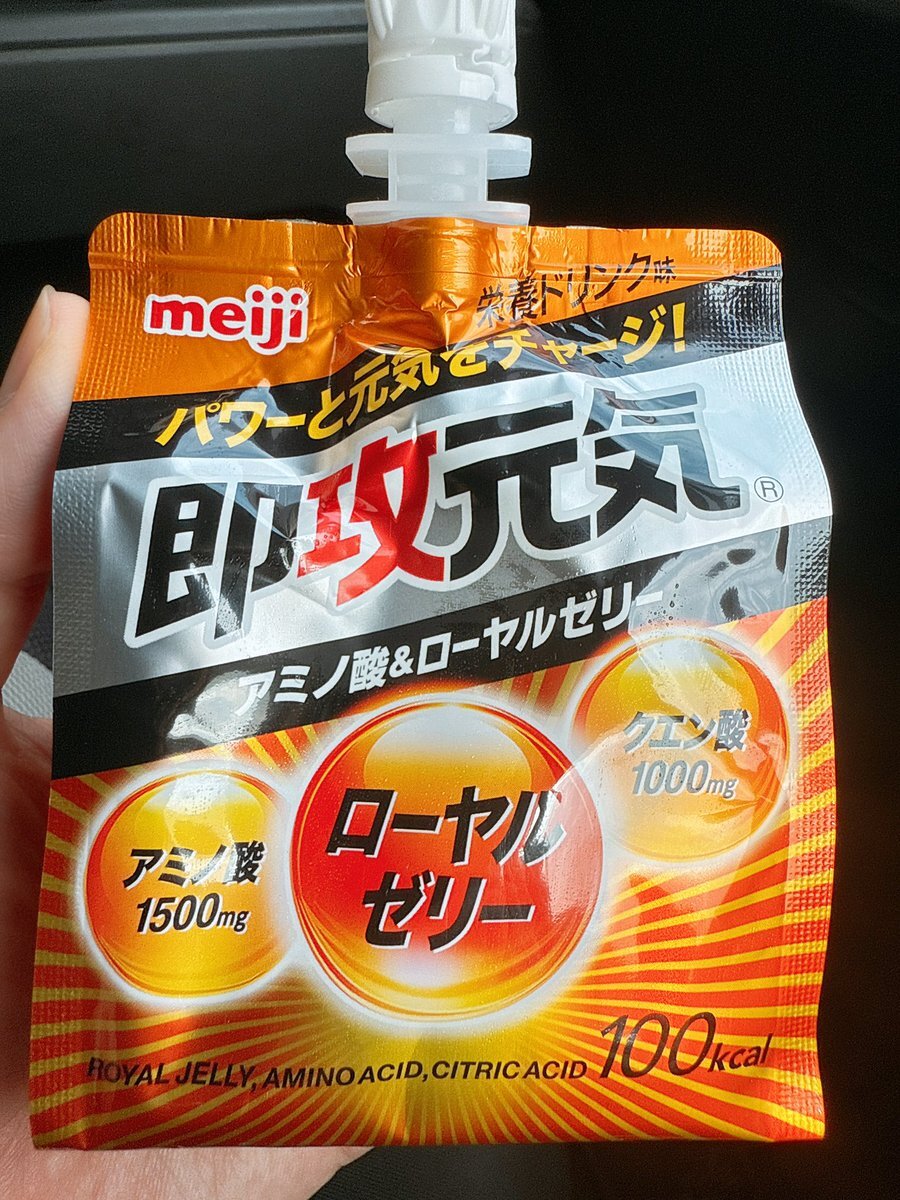 meiji
栄養ドリンク味
パワーと元気をチャージ!
即攻元気®
アミノ酸&ローヤルゼリー
クエン酸
1000mg
ローヤル
ゼリー
アミノ酸
1500mg
ROYAL JELLY, AMINO ACID, CITRIC ACID
100kcal